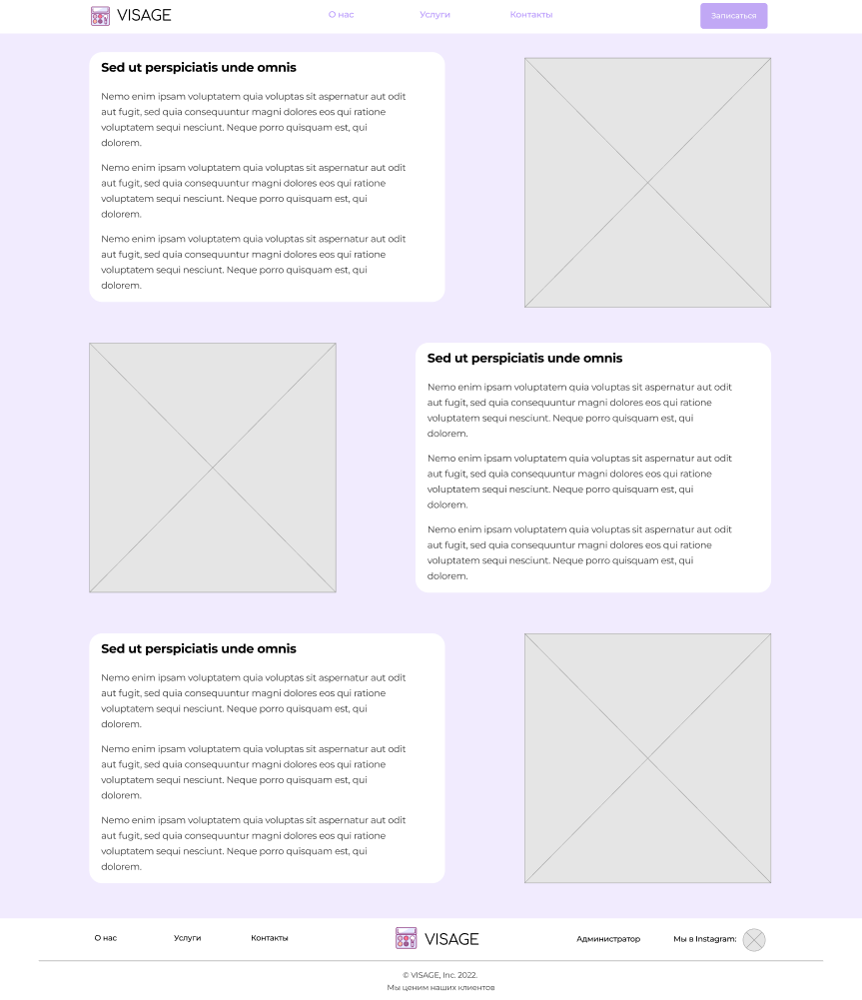 VISAGE
О нас
Услуги
Контакты
Записаться
Sed ut perspiciatis unde omnis
Nemo enim ipsam voluptatem quia voluptas sit aspernatur aut odit
aut fugit, sed quia consequuntur magni dolores eos qui ratione
voluptatem sequi nesciunt. Neque porro quisquam est, qui
dolorem.
Nemo enim ipsam voluptatem quia voluptas sit aspernatur aut odit
aut fugit, sed quia consequuntur magni dolores eos qui ratione
voluptatem sequi nesciunt. Neque porro quisquam est, qui
dolorem.
Nemo enim ipsam voluptatem quia voluptas sit aspernatur aut odit
aut fugit, sed quia consequuntur magni dolores eos qui ratione
voluptatem sequi nesciunt. Neque porro quisquam est, qui
dolorem.
Sed ut perspiciatis unde omnis
Nemo enim ipsam voluptatem quia voluptas sit aspernatur aut odit
aut fugit, sed quia consequuntur magni dolores eos qui ratione
voluptatem sequi nesciunt. Neque porro quisquam est, qui
dolorem.
Nemo enim ipsam voluptatem quia voluptas sit aspernatur aut odit
aut fugit, sed quia consequuntur magni dolores eos qui ratione
voluptatem sequi nesciunt. Neque porro quisquam est, qui
dolorem.
Nemo enim ipsam voluptatem quia voluptas sit aspernatur aut odit
aut fugit, sed quia consequuntur magni dolores eos qui ratione
voluptatem sequi nesciunt. Neque porro quisquam est, qui
dolorem.
Sed ut perspiciatis unde omnis
Nemo enim ipsam voluptatem quia voluptas sit aspernatur aut odit
aut fugit, sed quia consequuntur magni dolores eos qui ratione
voluptatem sequi nesciunt. Neque porro quisquam est, qui
dolorem.
Nemo enim ipsam voluptatem quia voluptas sit aspernatur aut odit
aut fugit, sed quia consequuntur magni dolores eos qui ratione
voluptatem sequi nesciunt. Neque porro quisquam est, qui
dolorem.
Nemo enim ipsam voluptatem quia voluptas sit aspernatur aut odit
aut fugit, sed quia consequuntur magni dolores eos qui ratione
voluptatem sequi nesciunt. Neque porro quisquam est, qui
dolorem.
О нас
Услуги
Контакты
VISAGE
Администратор
Мы в Instagram:
© VISAGE, Inc. 2022.
Мы ценим наших клиентов